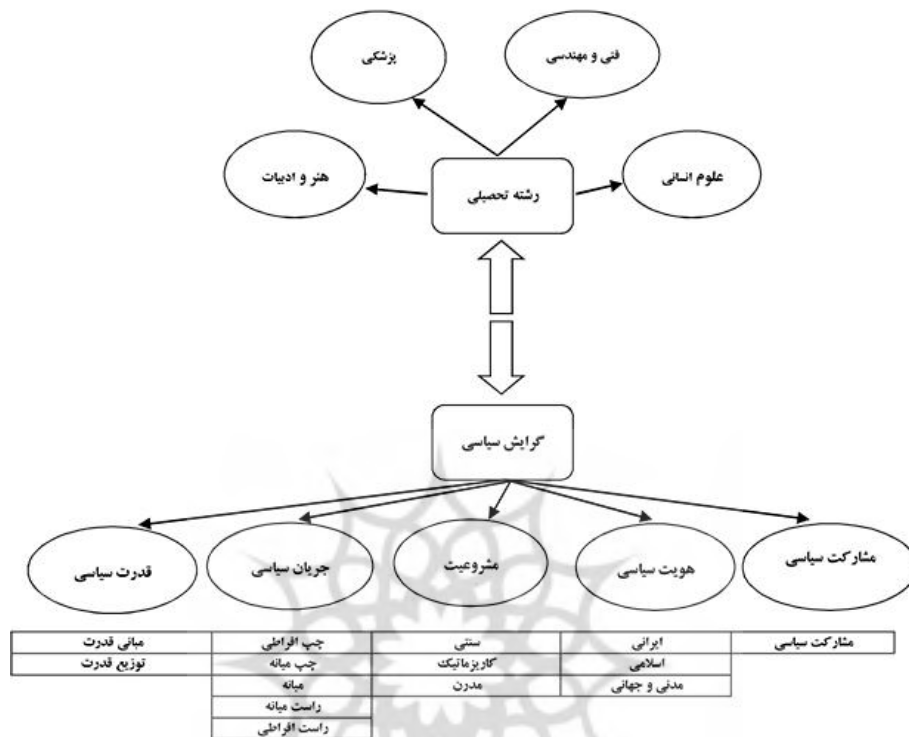 فنی و مهندسی
پزشکی
علوم انسانی
رشته تحصیلی
هنر و ادبیات
گرایش سیاسی
مشارکت سیاسی
هویت سیاسی
مشروعیت
جریان سیاسی
قدرت سیاسی
مشارکت سیاسی
ایرانی
سنتی
چپ افراطی
مبانی قدرت
اسلامی
کاریزماتیک
چپ میانه
توزیع قدرت
مدنی و جهانی
مدرن
میانه
راست میانه
راست افراطی